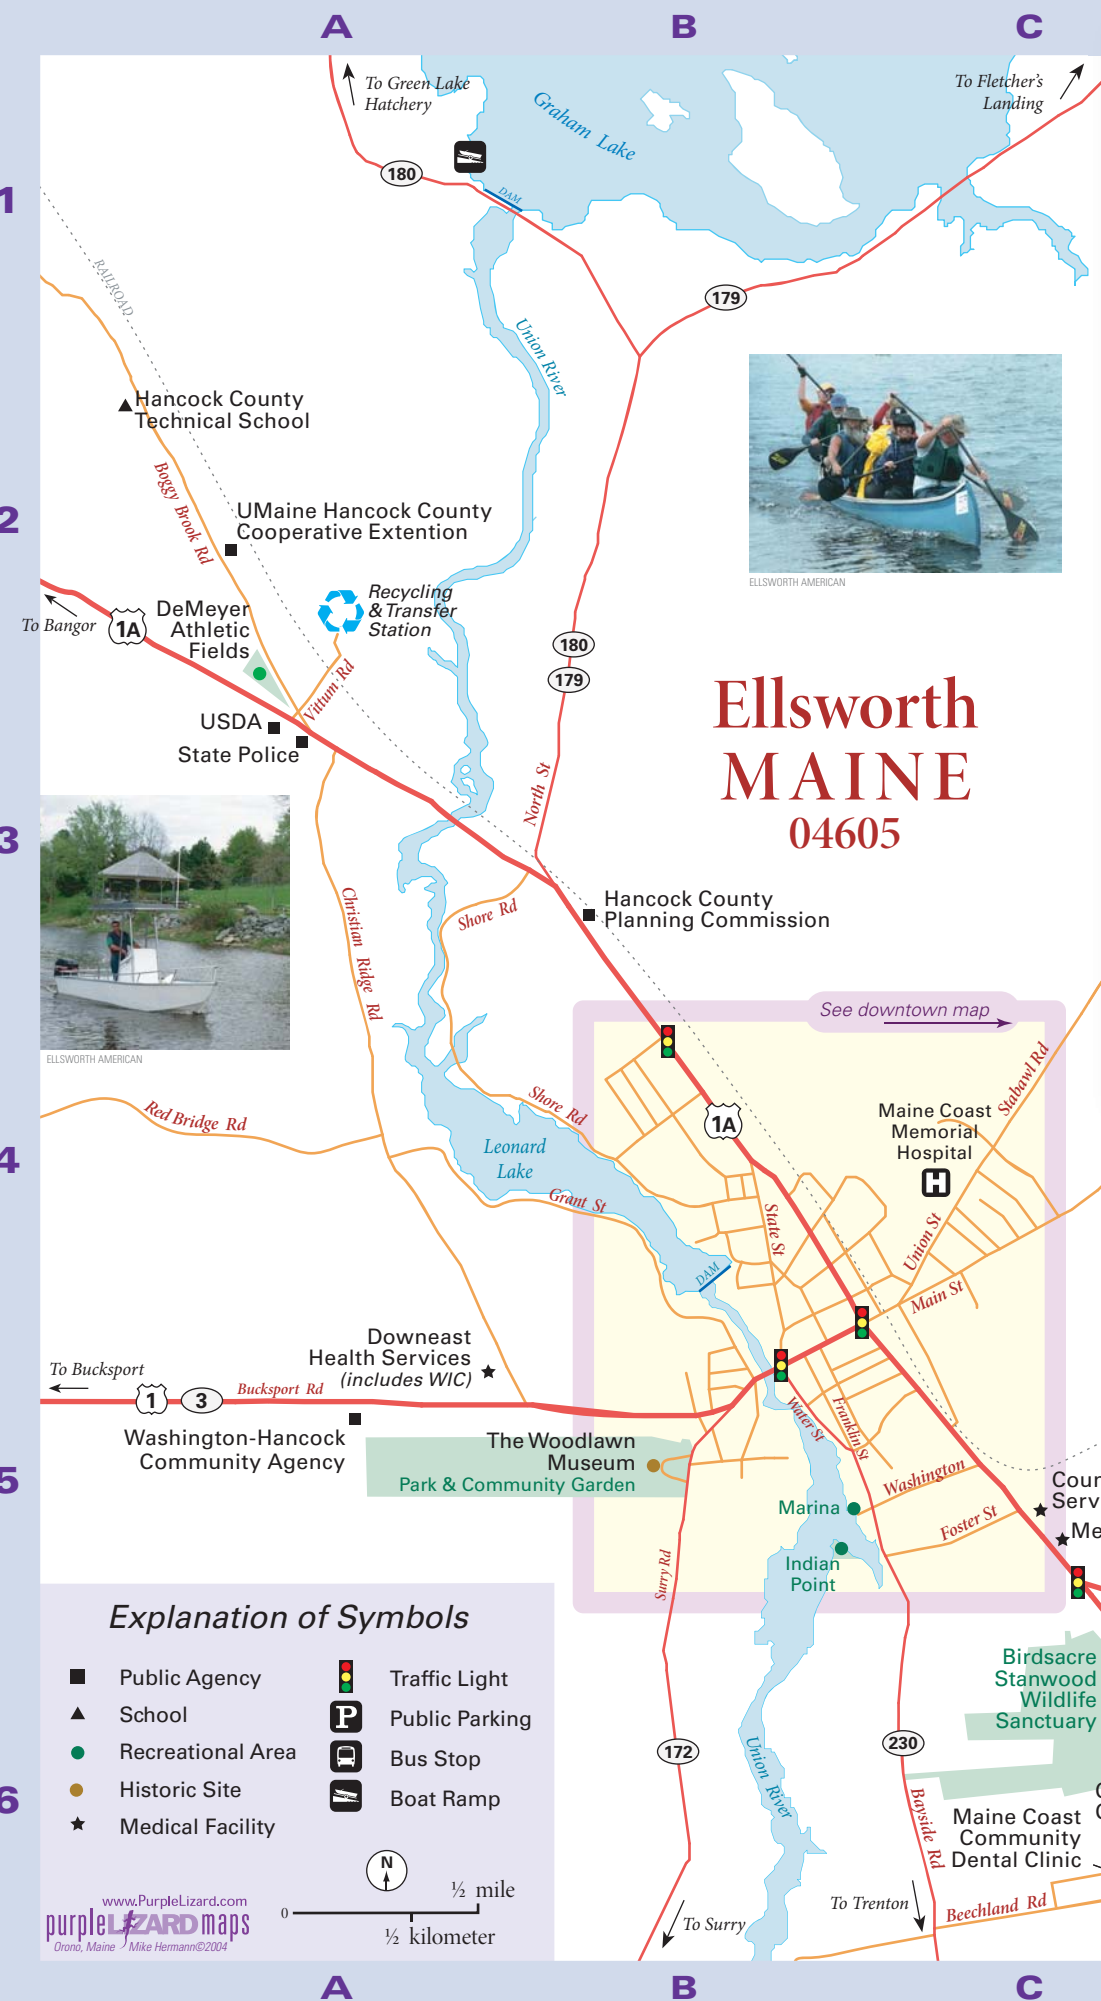 A
B
C
To Green Lake
Hatchery
To Fletcher's
Landing
Graham Lake
1
180
DAM
RAILROAD
179
Union River
Hancock County
Technical School
Boggy Brook Rd
2
UMaine Hancock County
Cooperative Extention
ELLSWORTH AMERICAN
To Bangor
1A
DeMeyer
Athletic
Fields
Recycling
& Transfer
Station
180
179
Vittum Rd
USDA
State Police
Ellsworth
MAINE
04605
North St
3
Christian Ridge Rd
Shore Rd
Hancock County
Planning Commission
See downtown map
ELLSWORTH AMERICAN
Stabawl Rd
Red Bridge Rd
Shore Rd
1A
Maine Coast
Memorial
Hospital
H
4
Leonard
Lake
Grant St
State St
Union St
DAM
Main St
Downeast
Health Services
(includes WIC)
To Bucksport
1
3
Bucksport Rd
Water St
Franklin St
Washington-Hancock
Community Agency
The Woodlawn
Museum
Park & Community Garden
5
Washington
Marina
Foster St
Coun
Serv
Me
Indian
Point
Surry Rd
Explanation of Symbols
Public Agency
School
Recreational Area
Historic Site
Medical Facility
Traffic Light
P
Public Parking
Bus Stop
Boat Ramp
Birdsacre
Stanwood
Wildlife
Sanctuary
172
230
Union River
6
Bayside Rd
Maine Coast
Community
Dental Clinic
N
½ mile
0
½ kilometer
www.PurpleLizard.com
purple LIZARD maps
Orono, Maine Mike Hermann©2004
To Surry
To Trenton
Beechland Rd
A
B
C